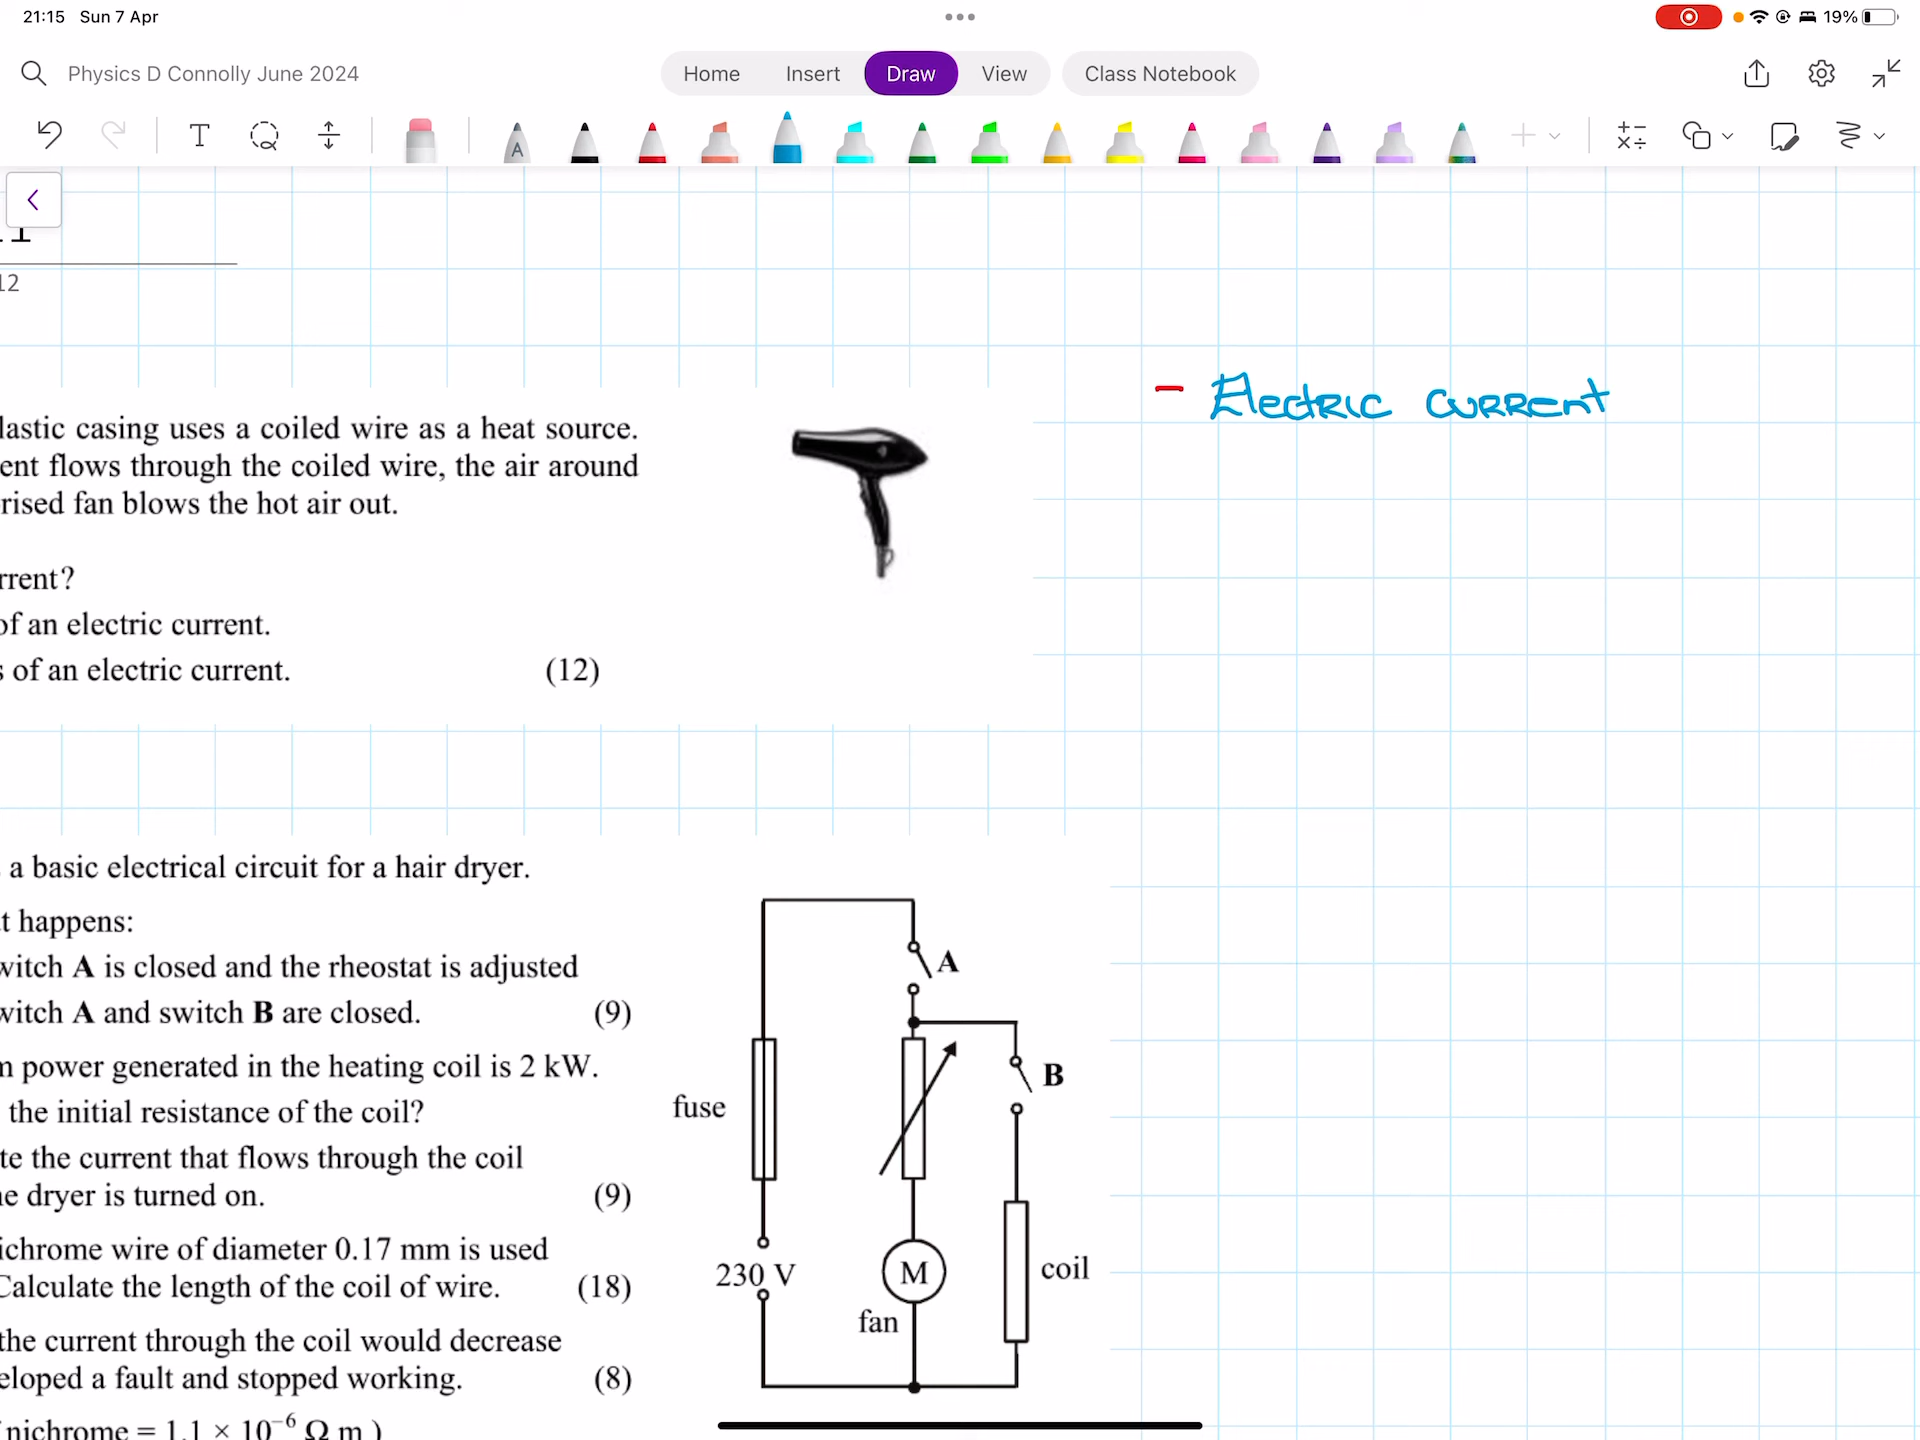 21:15 Sun 7 Apr
19%
Physics D Connolly June 2024
Home Insert Draw View Class Notebook
T
A
12
Electric current
lastic casing uses a coiled wire as a heat source.
ent flows through the coiled wire, the air around
rised fan blows the hot air out.
rrent?
of an electric current.
s of an electric current. (12)
a basic electrical circuit for a hair dryer.
t happens:
witch A is closed and the rheostat is adjusted
witch A and switch B are closed. (9)
m power generated in the heating coil is 2 kW.
the initial resistance of the coil?
te the current that flows through the coil
ne dryer is turned on. (9)
ichrome wire of diameter 0.17 mm is used
Calculate the length of the coil of wire. (18)
the current through the coil would decrease
eloped a fault and stopped working. (8)
nichrome = 1.1 × 10⁻⁶ Ω m )
A
B
fuse
230 V
M
coil
fan